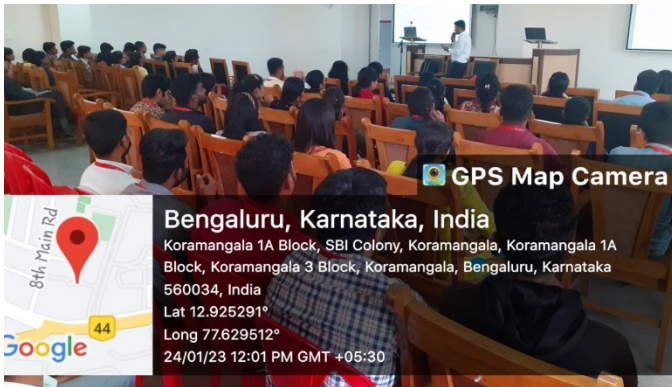 GPS Map Camera
8th Main Rd
44
Google
Bengaluru, Karnataka, India
Koramangala 1A Block, SBI Colony, Koramangala, Koramangala 1A
Block, Koramangala 3 Block, Koramangala, Bengaluru, Karnataka
560034, India
Lat 12.925291°
Long 77.629512°
24/01/23 12:01 PM GMT +05:30